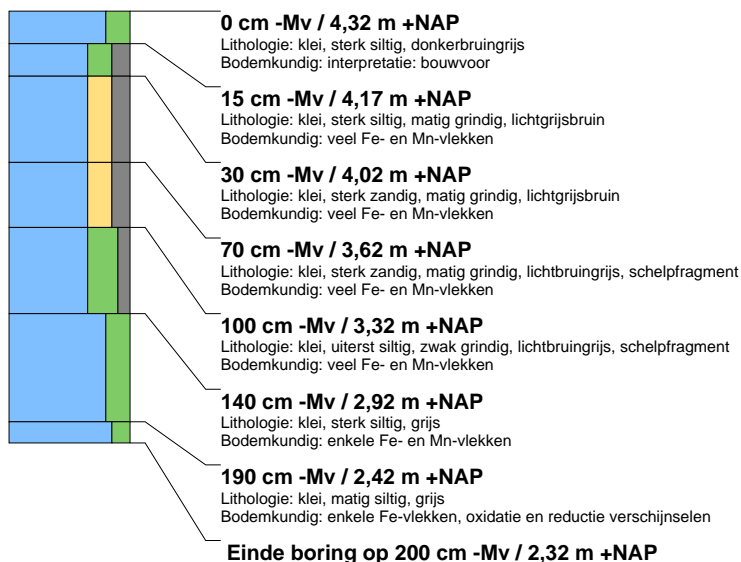 0 cm -Mv / 4,32 m +NAP
Lithologie: klei, sterk siltig, donkerbruingrijs
Bodemkundig: interpretatie: bouwvoor
15 cm -Mv / 4,17 m +NAP
Lithologie: klei, sterk siltig, matig grindig, lichtgrijsbruin
Bodemkundig: veel Fe- en Mn-vlekken
30 cm -Mv / 4,02 m +NAP
Lithologie: klei, sterk zandig, matig grindig, lichtgrijsbruin
Bodemkundig: veel Fe- en Mn-vlekken
70 cm -Mv / 3,62 m +NAP
Lithologie: klei, sterk zandig, matig grindig, lichtbruingrijs, schelpfragment
Bodemkundig: veel Fe- en Mn-vlekken
100 cm -Mv / 3,32 m +NAP
Lithologie: klei, uiterst siltig, zwak grindig, lichtbruingrijs, schelpfragment
Bodemkundig: veel Fe- en Mn-vlekken
140 cm -Mv / 2,92 m +NAP
Lithologie: klei, sterk siltig, grijs
Bodemkundig: enkele Fe- en Mn-vlekken
190 cm -Mv / 2,42 m +NAP
Lithologie: klei, matig siltig, grijs
Bodemkundig: enkele Fe-vlekken, oxidatie en reductie verschijnselen
Einde boring op 200 cm -Mv / 2,32 m +NAP